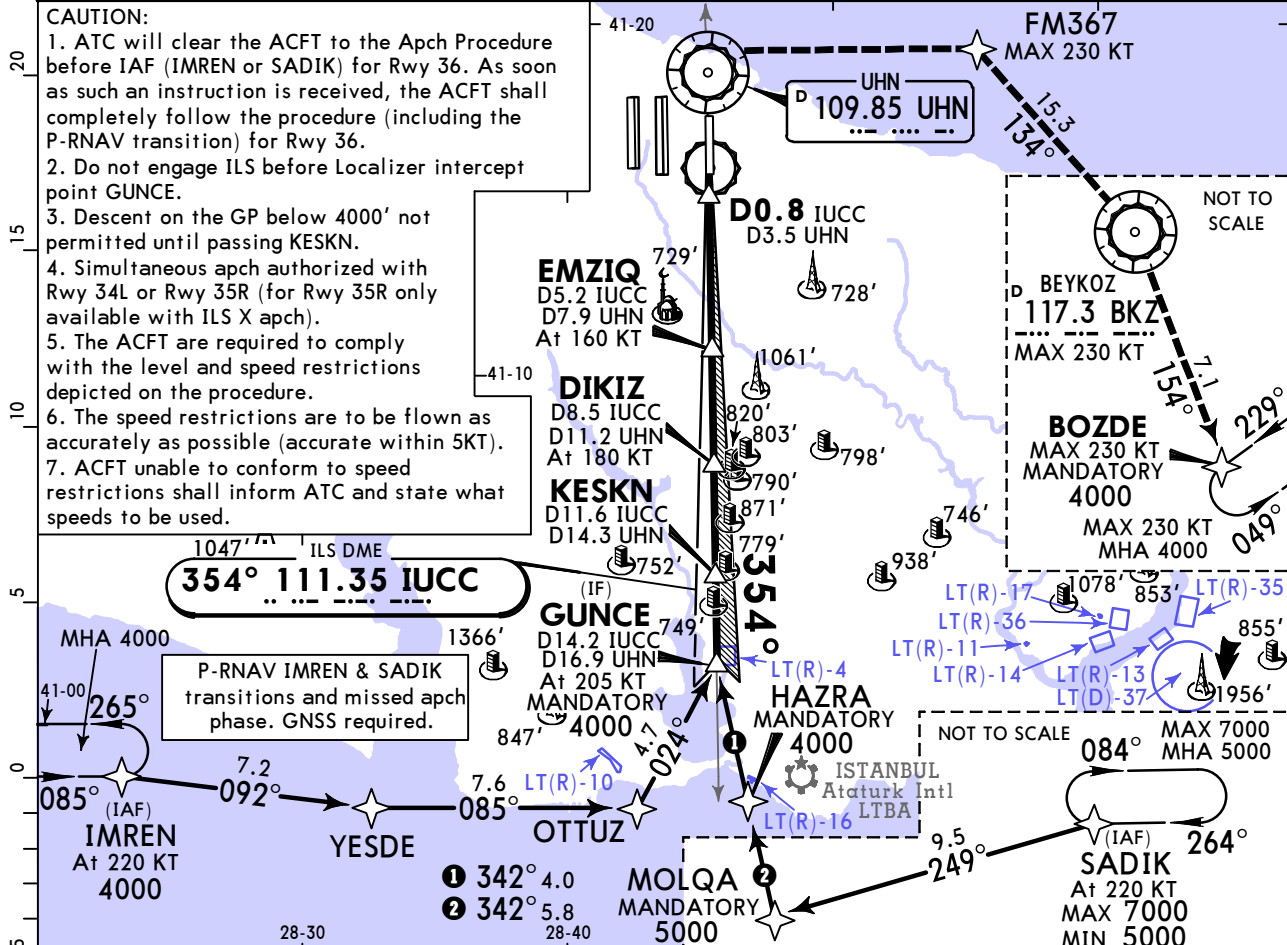 CAUTION:
1. ATC will clear the ACFT to the Apch Procedure
before IAF (IMREN or SADIK) for Rwy 36. As soon
as such an instruction is received, the ACFT shall
completely follow the procedure (including the
P-RNAV transition) for Rwy 36.
2. Do not engage ILS before Localizer intercept
point GUNCE.
3. Descent on the GP below 4000' not
permitted until passing KESKN.
4. Simultaneous apch authorized with
Rwy 34L or Rwy 35R (for Rwy 35R only
available with ILS X apch).
5. The ACFT are required to comply
with the level and speed restrictions
depicted on the procedure.
6. The speed restrictions are to be flown as
accurately as possible (accurate within 5KT).
7. ACFT unable to conform to speed
restrictions shall inform ATC and state what
speeds to be used.
20
15
10
5
0
5
41-20
41-10
41-00
28-30
28-40
FM367
MAX 230 KT
UHN
D 109.85 UHN
15.3
134°
NOT TO
SCALE
D0.8 IUCC
D3.5 UHN
729'
728'
EMZIQ
D5.2 IUCC
D7.9 UHN
At 160 KT
BEYKOZ
D 117.3 BKZ
MAX 230 KT
7.1
154°
1061'
DIKIZ
D8.5 IUCC
D11.2 UHN
At 180 KT
820'
803'
798'
790'
BOZDE
MAX 230 KT
MANDATORY
4000
229°
049°
MAX 230 KT
MHA 4000
KESKN
D11.6 IUCC
D14.3 UHN
871'
779'
746'
938'
752'
1047'
ILS DME
354° 111.35 IUCC
354°
(IF)
GUNCE
D14.2 IUCC
D16.9 UHN
At 205 KT
MANDATORY
4000
749'
1078'
853'
LT(R)-17
LT(R)-36
LT(R)-35
LT(R)-11
LT(R)-14
LT(R)-13
LT(D)-37
855'
1956'
LT(R)-4
MHA 4000
1366'
P-RNAV IMREN & SADIK
transitions and missed apch
phase. GNSS required.
265°
847'
LT(R)-10
4.7
024°
HAZRA
MANDATORY
4000
1
ISTANBUL
Ataturk Intl
LTBA
LT(R)-16
NOT TO SCALE
084°
MAX 7000
MHA 5000
264°
085°
(IAF)
IMREN
At 220 KT
4000
7.2
092°
YESDE
7.6
085°
OTTUZ
1 342° 4.0
2 342° 5.8
MOLQA
MANDATORY
5000
2
9.5
249°
(IAF)
SADIK
At 220 KT
MAX 7000
MIN 5000